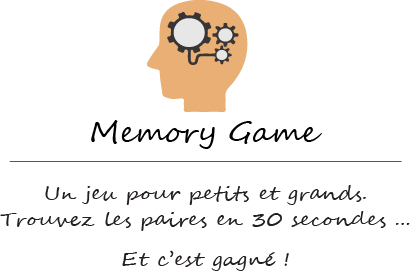 Memory Game
Un jeu pour petits et grands.
Trouvez les paires en 30 secondes ...
Et c'est gagné !